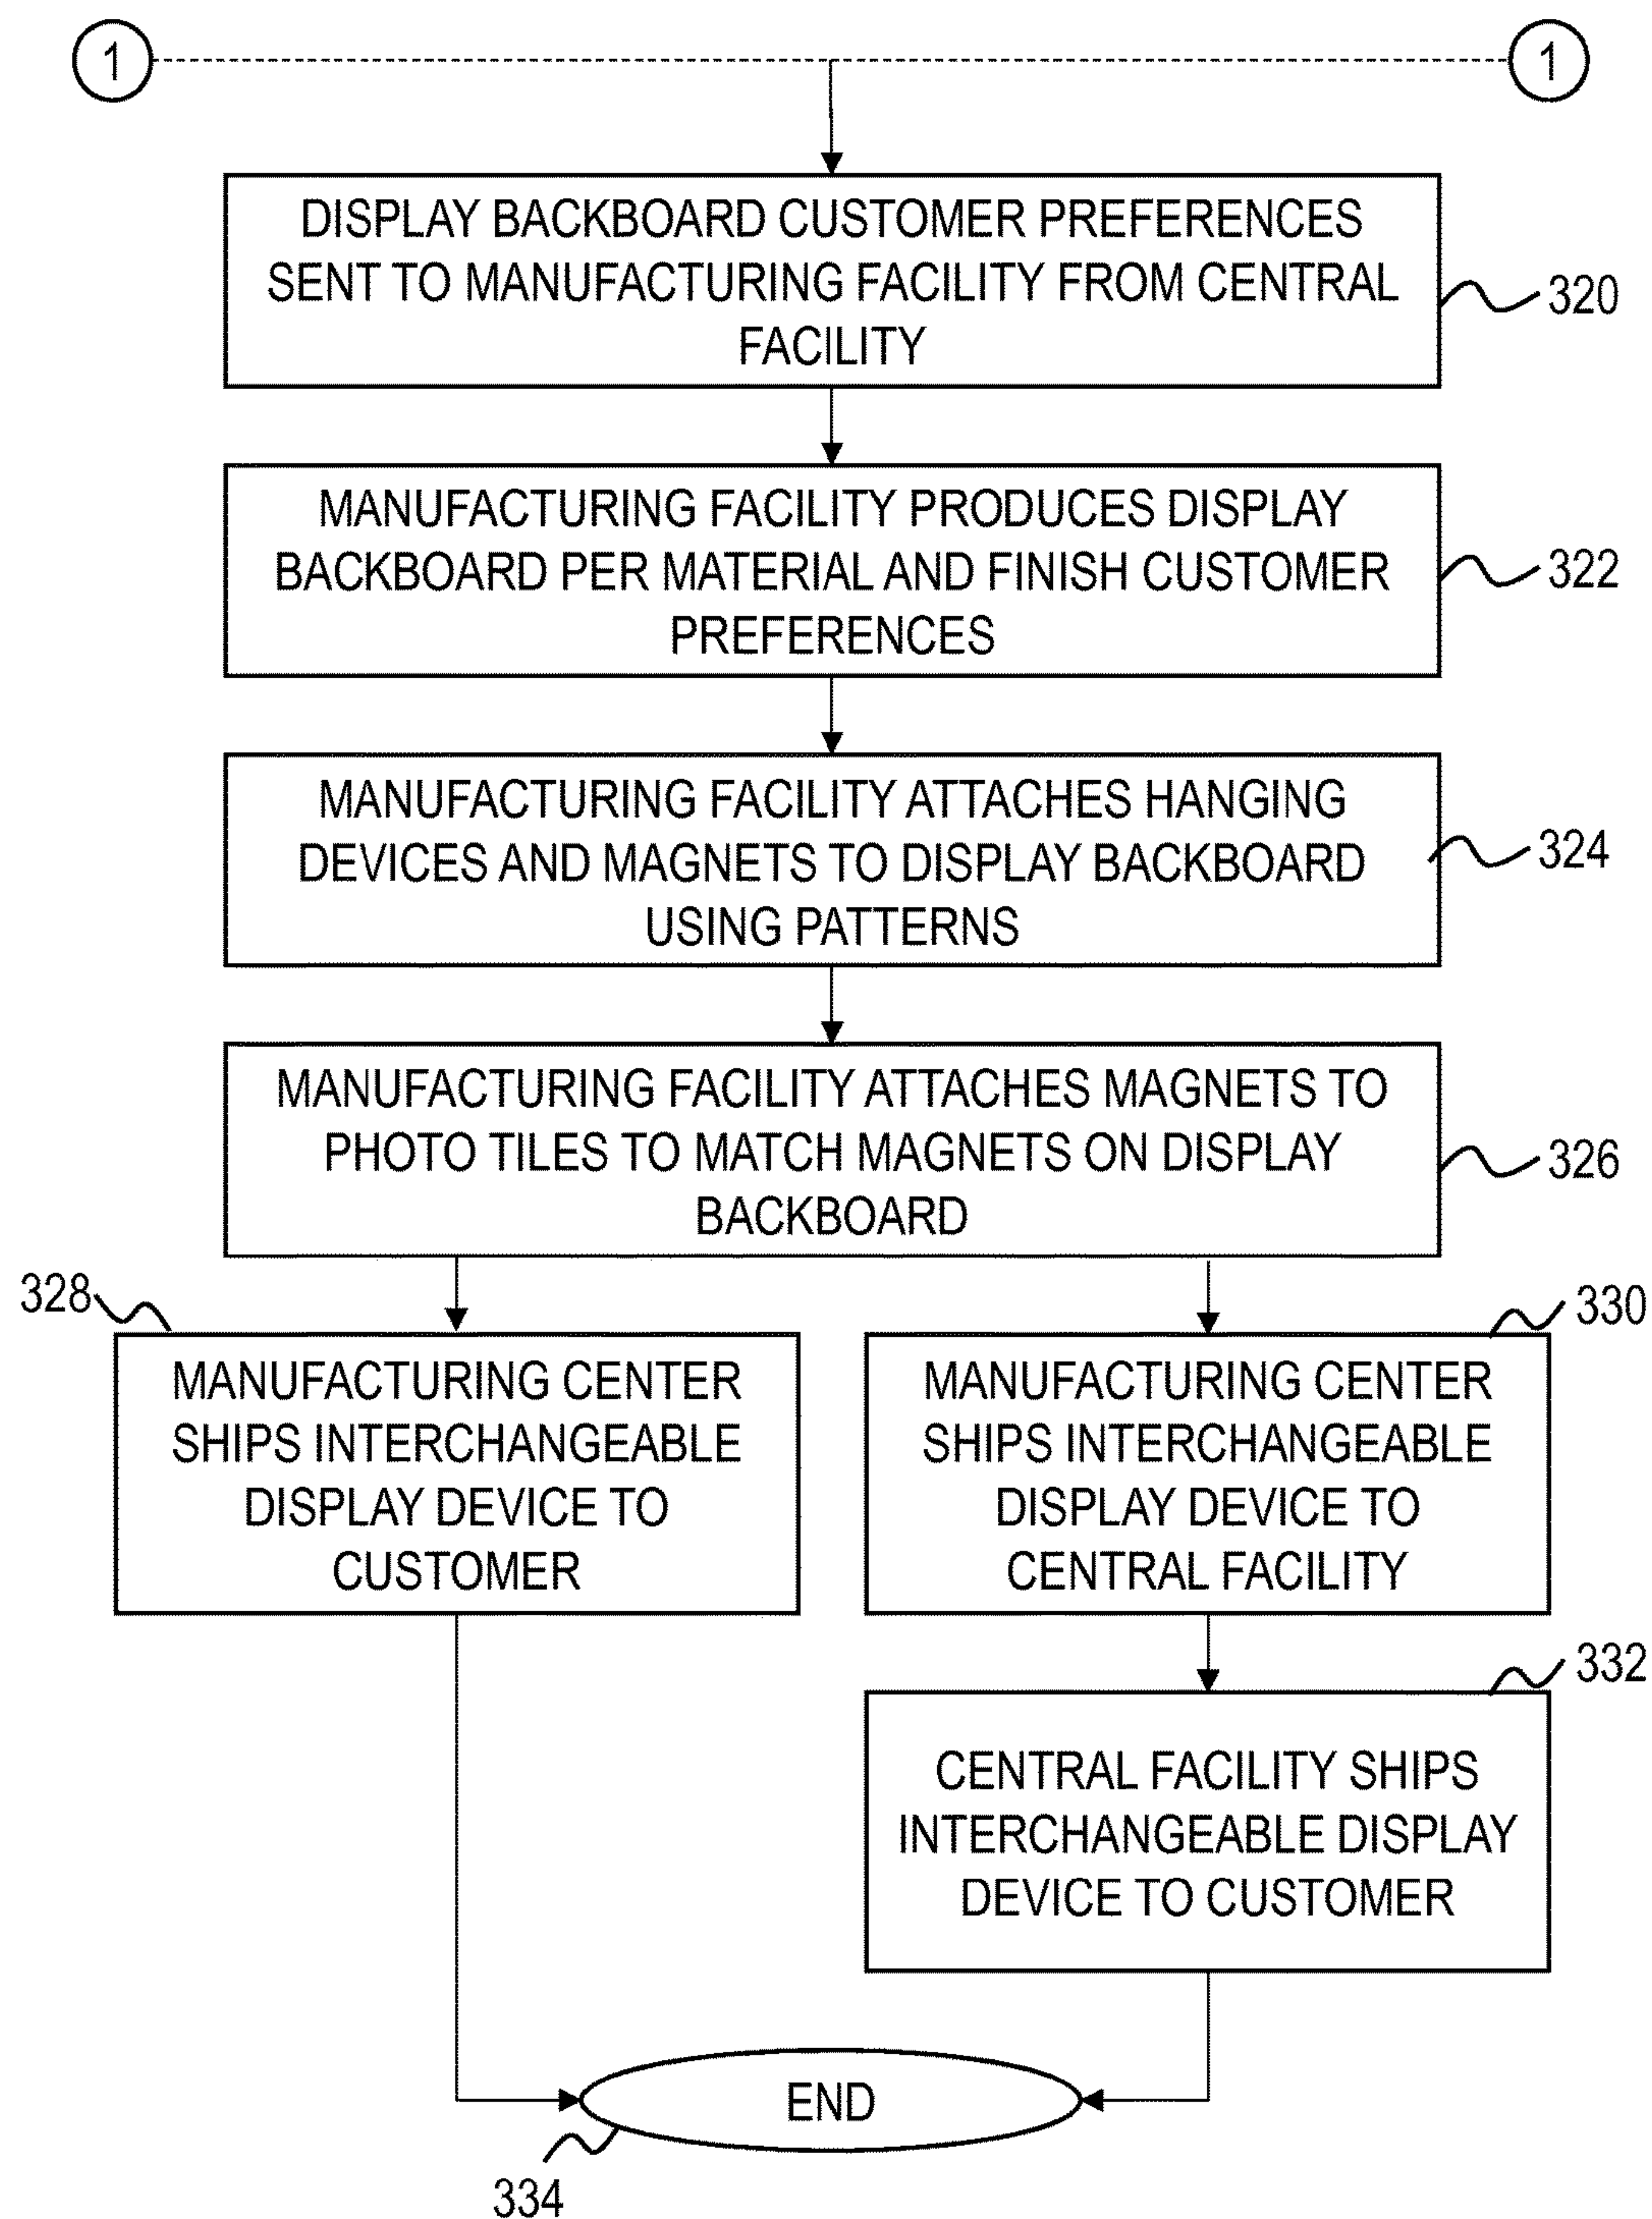 1
1
DISPLAY BACKBOARD CUSTOMER PREFERENCES
SENT TO MANUFACTURING FACILITY FROM CENTRAL
FACILITY
320
MANUFACTURING FACILITY PRODUCES DISPLAY
BACKBOARD PER MATERIAL AND FINISH CUSTOMER
PREFERENCES
322
MANUFACTURING FACILITY ATTACHES HANGING
DEVICES AND MAGNETS TO DISPLAY BACKBOARD
USING PATTERNS
324
MANUFACTURING FACILITY ATTACHES MAGNETS TO
PHOTO TILES TO MATCH MAGNETS ON DISPLAY
BACKBOARD
326
328
MANUFACTURING CENTER
SHIPS INTERCHANGEABLE
DISPLAY DEVICE TO
CUSTOMER
330
MANUFACTURING CENTER
SHIPS INTERCHANGEABLE
DISPLAY DEVICE TO
CENTRAL FACILITY
332
CENTRAL FACILITY SHIPS
INTERCHANGEABLE DISPLAY
DEVICE TO CUSTOMER
END
334